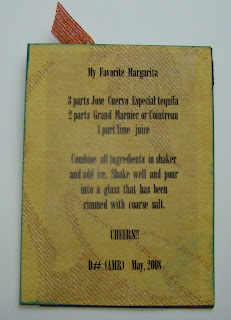 My Favorite Margarita
3 parts Jose Cuervo Especial tequila
2 parts Grand Marnier or Cointreau
1 part lime juice
Combine all ingredients in shaker
and add ice. Shake well and pour
into a glass that has been
rimmed with coarse salt.
CHEERS!!
D## (AMR) May, 2008